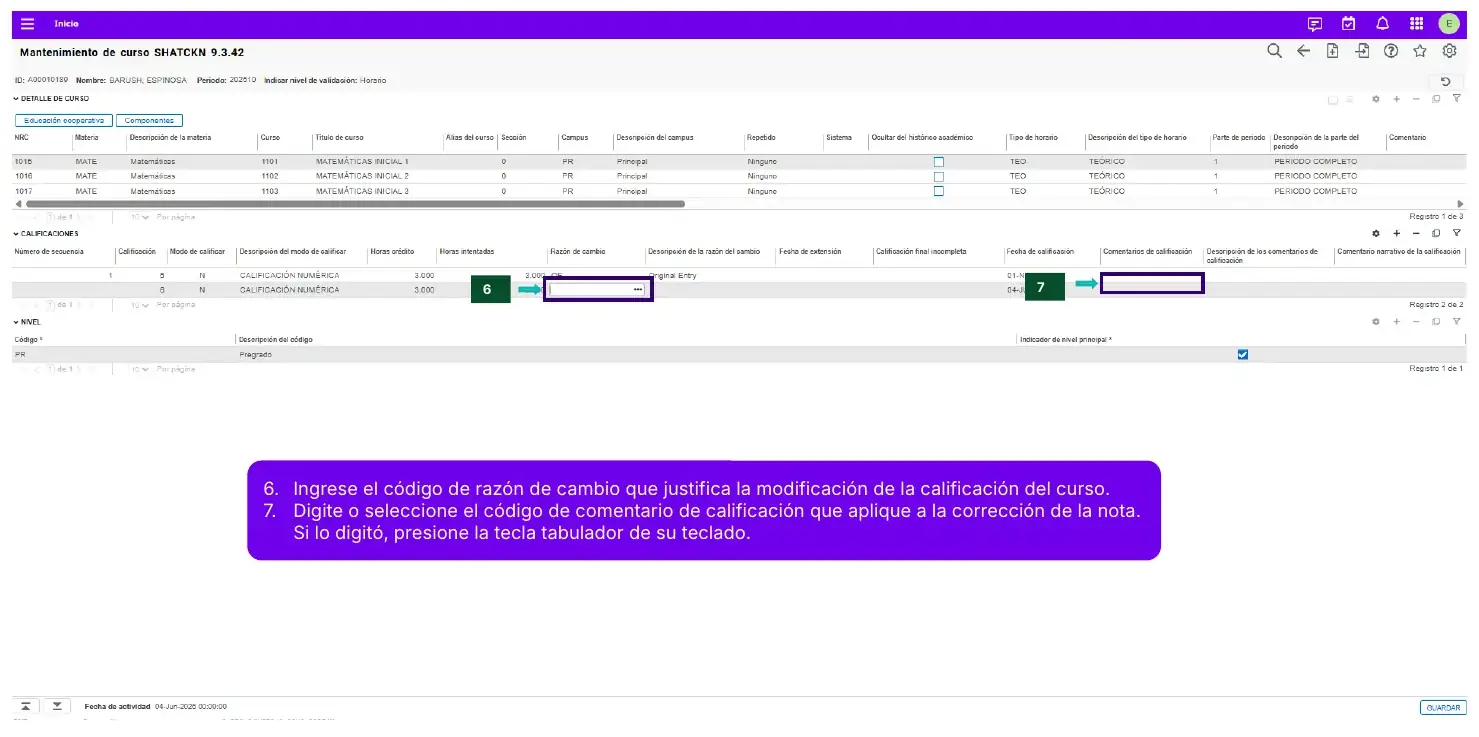 Inicio
E
Mantenimiento de curso SHATCKN 9.3.42
ID: A00010189 Nombre: BARUSH, ESPINOSA Periodo: 202610 Indicar nivel de validación: Horario
DETALLE DE CURSO
Educación cooperativa Componentes
NRC Materia Descripción de la materia Curso Título de curso Alias del curso Sección Campus Descripción del campus Repetido Sistema Ocultar del histórico académico Tipo de horario Descripción del tipo de horario Parte de periodo Descripción de la parte del periodo Comentario
1015 MATE Matemáticas 1101 MATEMÁTICAS INICIAL 1 0 PR Principal Ninguno TEO TEÓRICO 1 PERIODO COMPLETO
1016 MATE Matemáticas 1102 MATEMÁTICAS INICIAL 2 0 PR Principal Ninguno TEO TEÓRICO 1 PERIODO COMPLETO
1017 MATE Matemáticas 1103 MATEMÁTICAS INICIAL 3 0 PR Principal Ninguno TEO TEÓRICO 1 PERIODO COMPLETO
1 de 1 10 Por página Registro 1 de 3
CALIFICACIONES
Número de secuencia Calificación Modo de calificar Descripción del modo de calificar Horas crédito Horas intentadas Razón de cambio Descripción de la razón del cambio Fecha de extensión Calificación final incompleta Fecha de calificación Comentarios de calificación Descripción de los comentarios de calificación Comentario narrativo de la calificación
1 6 N CALIFICACIÓN NUMÉRICA 3.000 3.000 OE Original Entry 01-N
6 N CALIFICACIÓN NUMÉRICA 3.000 6 04-J 7
1 de 1 10 Por página Registro 2 de 2
NIVEL
Código * Descripción del código Indicador de nivel principal *
PR Pregrado
1 de 1 10 Por página Registro 1 de 1
6. Ingrese el código de razón de cambio que justifica la modificación de la calificación del curso.
7. Digite o seleccione el código de comentario de calificación que aplique a la corrección de la nota.
Si lo digitó, presione la tecla tabulador de su teclado.
Fecha de actividad 04-Jun-2026 00:00:00 GUARDAR